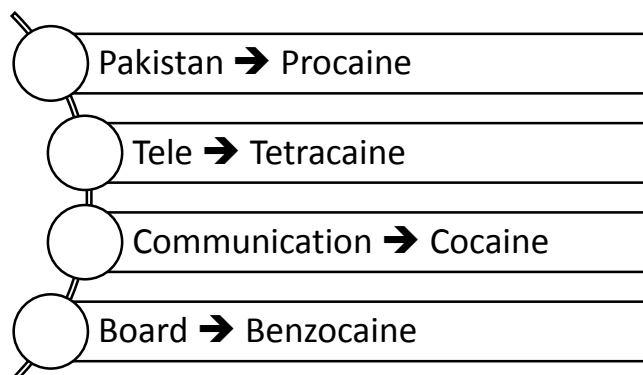 Pakistan ➔ Procaine
Tele ➔ Tetracaine
Communication ➔ Cocaine
Board ➔ Benzocaine